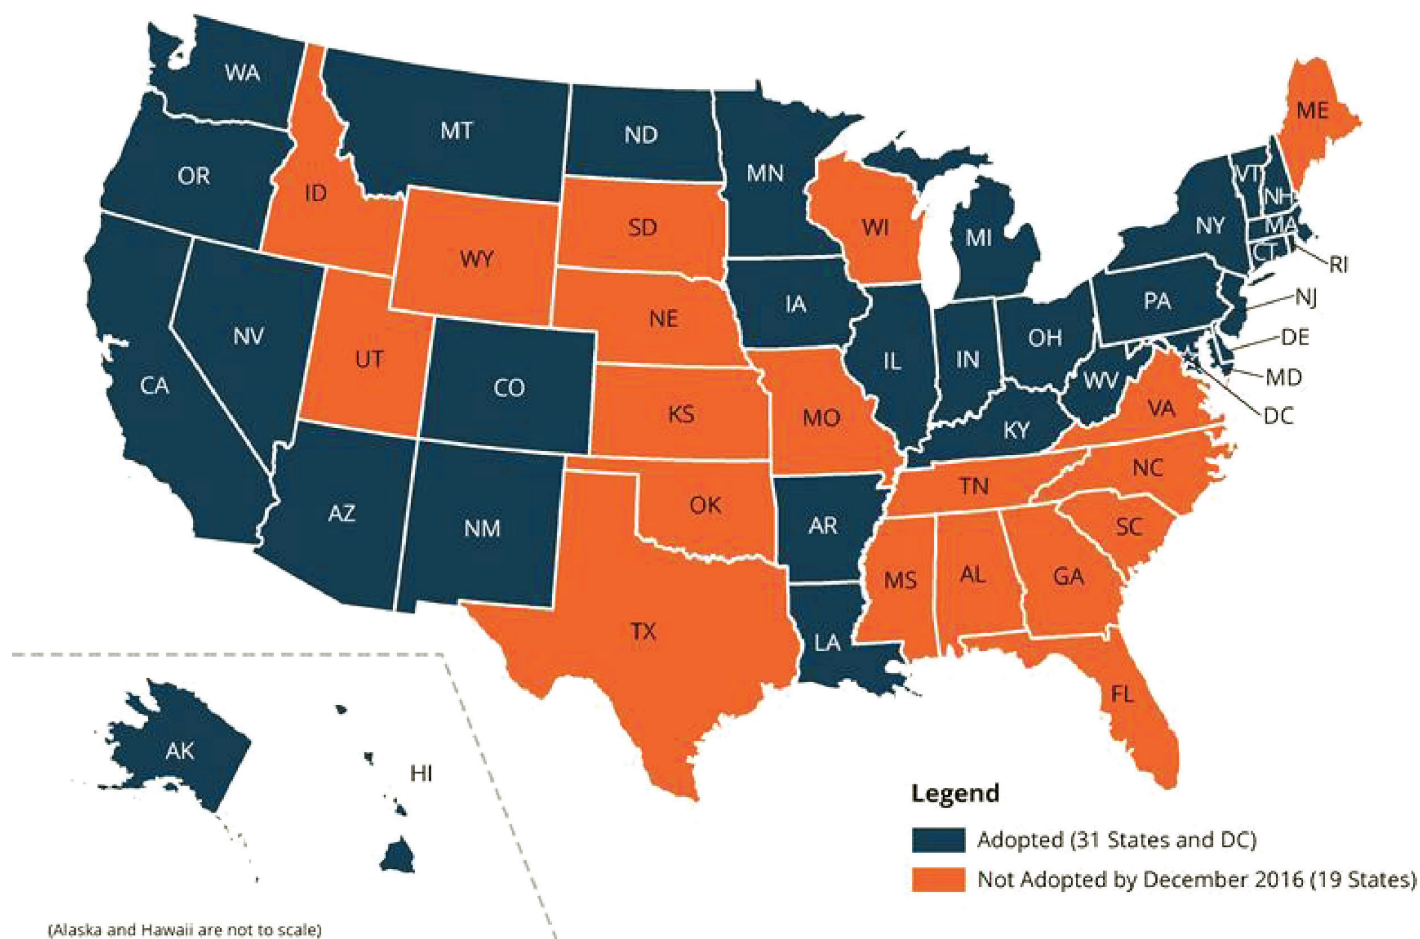 WA
MT
ND
MN
ME
OR
ID
SD
WI
MI
VT
NH
NY
MA
CT
RI
WY
NE
IA
PA
NJ
NV
UT
CO
IL
IN
OH
DE
CA
KS
MO
WV
VA
MD
DC
KY
AZ
NM
OK
AR
TN
NC
SC
MS
AL
GA
TX
LA
FL
AK
HI
Legend
Adopted (31 States and DC)
Not Adopted by December 2016 (19 States)
(Alaska and Hawaii are not to scale)